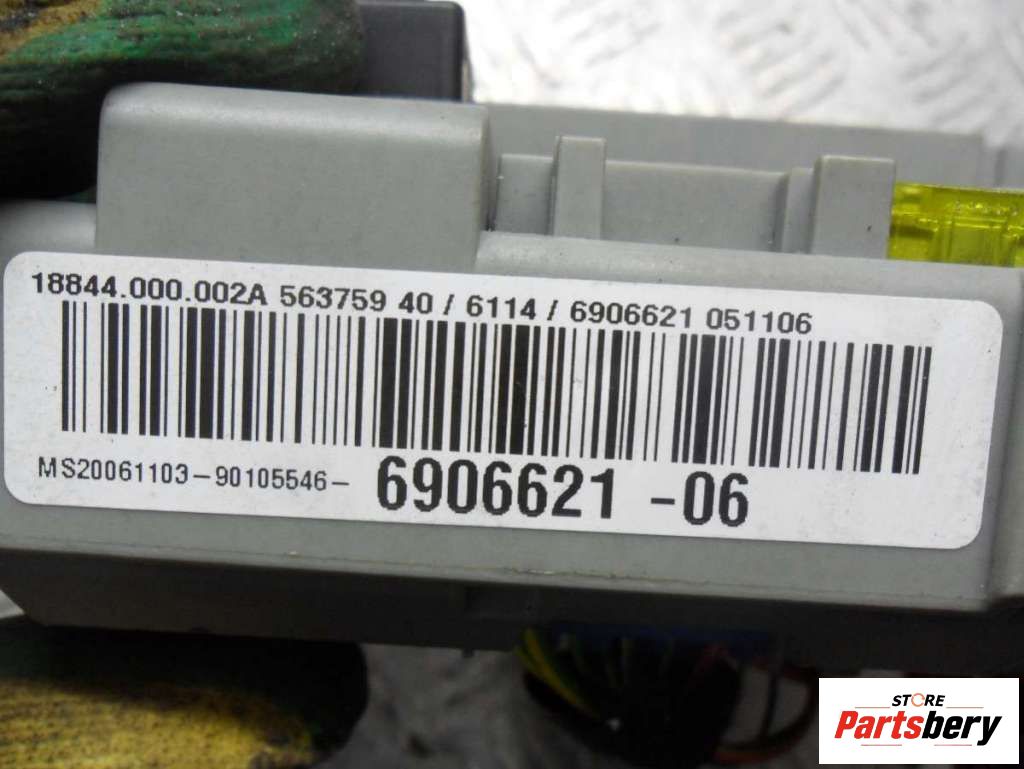 18844.000.002A 563759 40 / 6114 / 6906621 051106
MS20061103-90105546- 6906621 -06
STORE
Partsbery